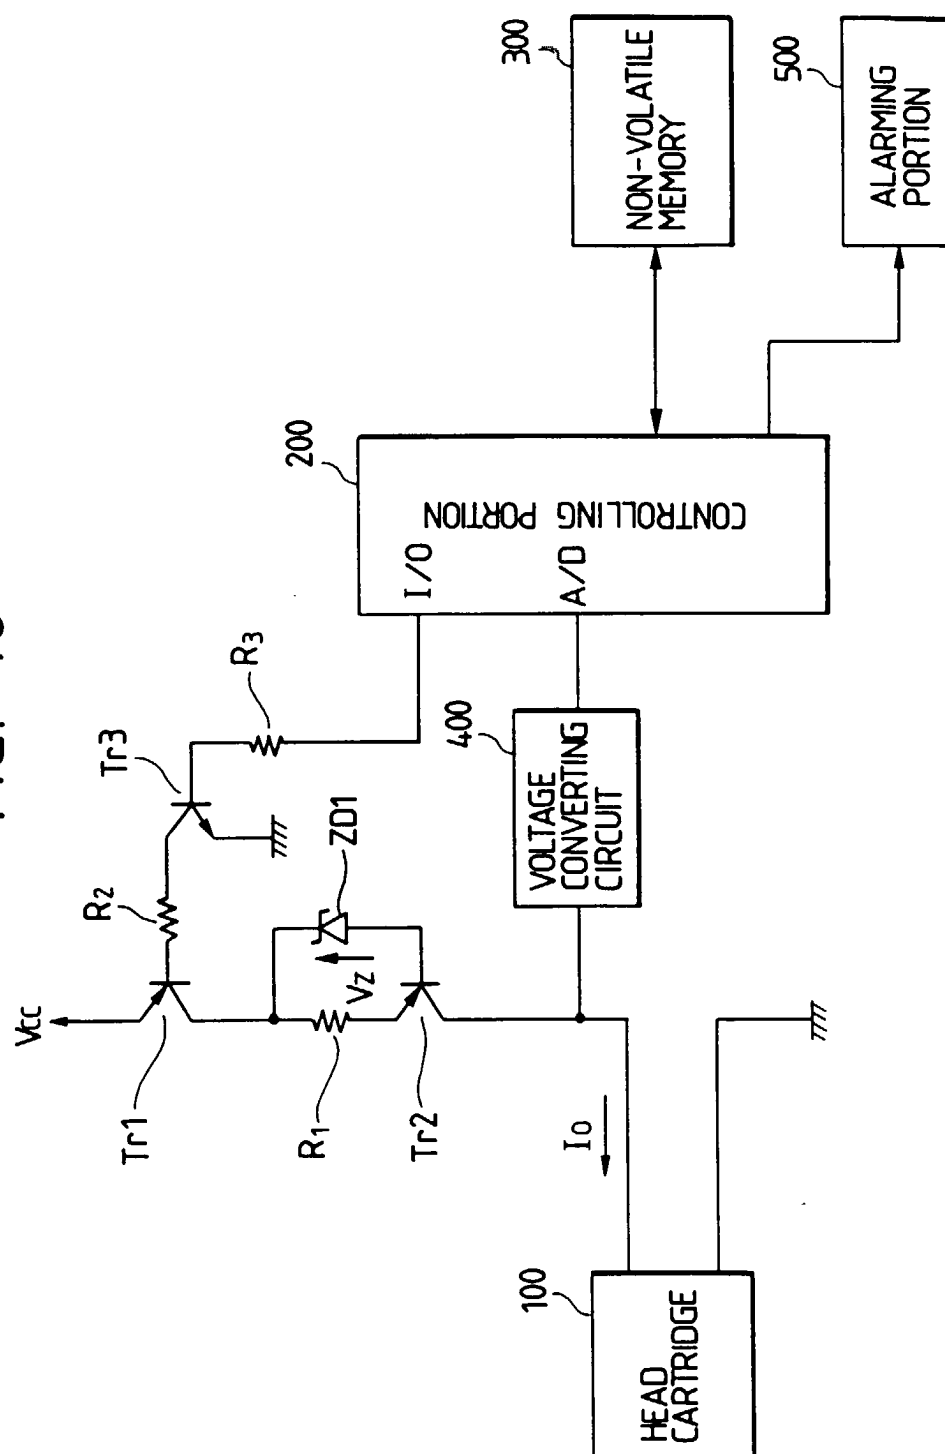 Vcc
Tr1
R2
Tr3
R3
R1
Vz
ZD1
Tr2
I0
100
HEAD
CARTRIDGE
400
VOLTAGE
CONVERTING
CIRCUIT
200
I/O
A/D
CONTROLLING PORTION
300
NON-VOLATILE
MEMORY
500
ALARMING
PORTION